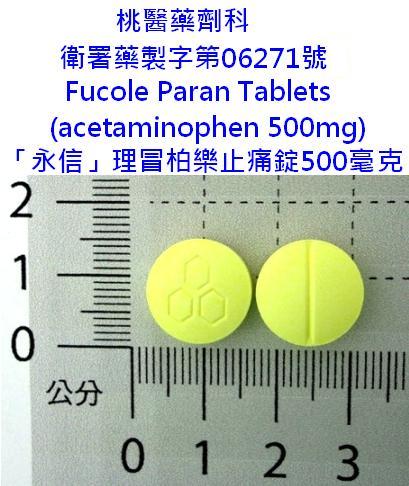 桃醫藥劑科
衛署藥製字第06271號
Fucole Paran Tablets
(acetaminophen 500mg)
「永信」理冒柏樂止痛錠500毫克
2
1
0
公分
0 1 2 3